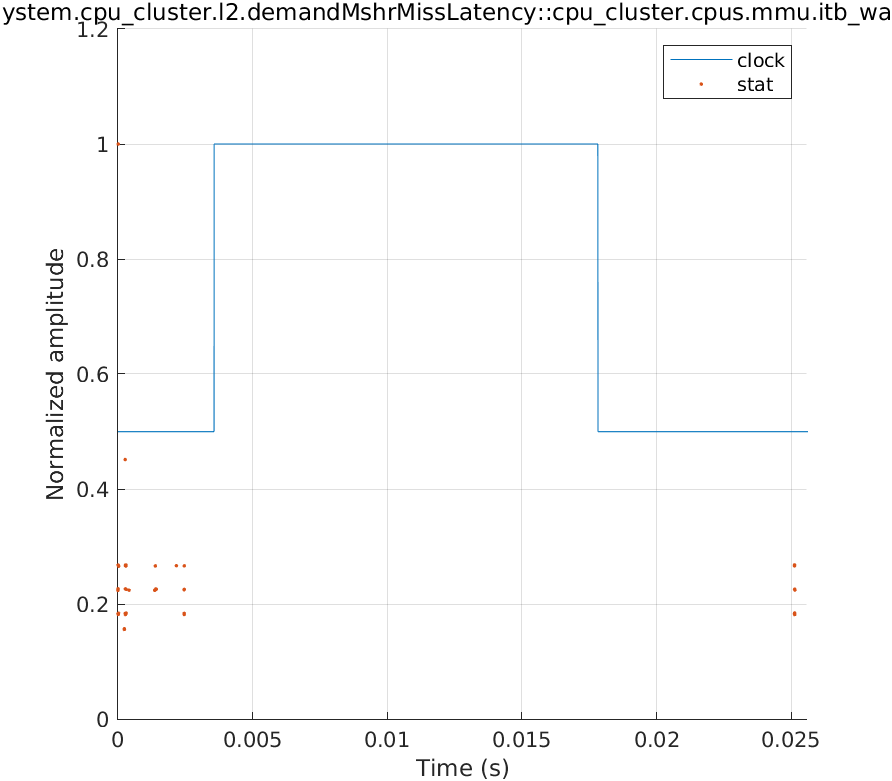 ystem.cpu_cluster.l2.demandMshrMissLatency::cpu_cluster.cpus.mmu.itb_wa
1.2
1
0.8
0.6
0.4
0.2
0
Normalized amplitude
clock
stat
0 0.005 0.01 0.015 0.02 0.025
Time (s)